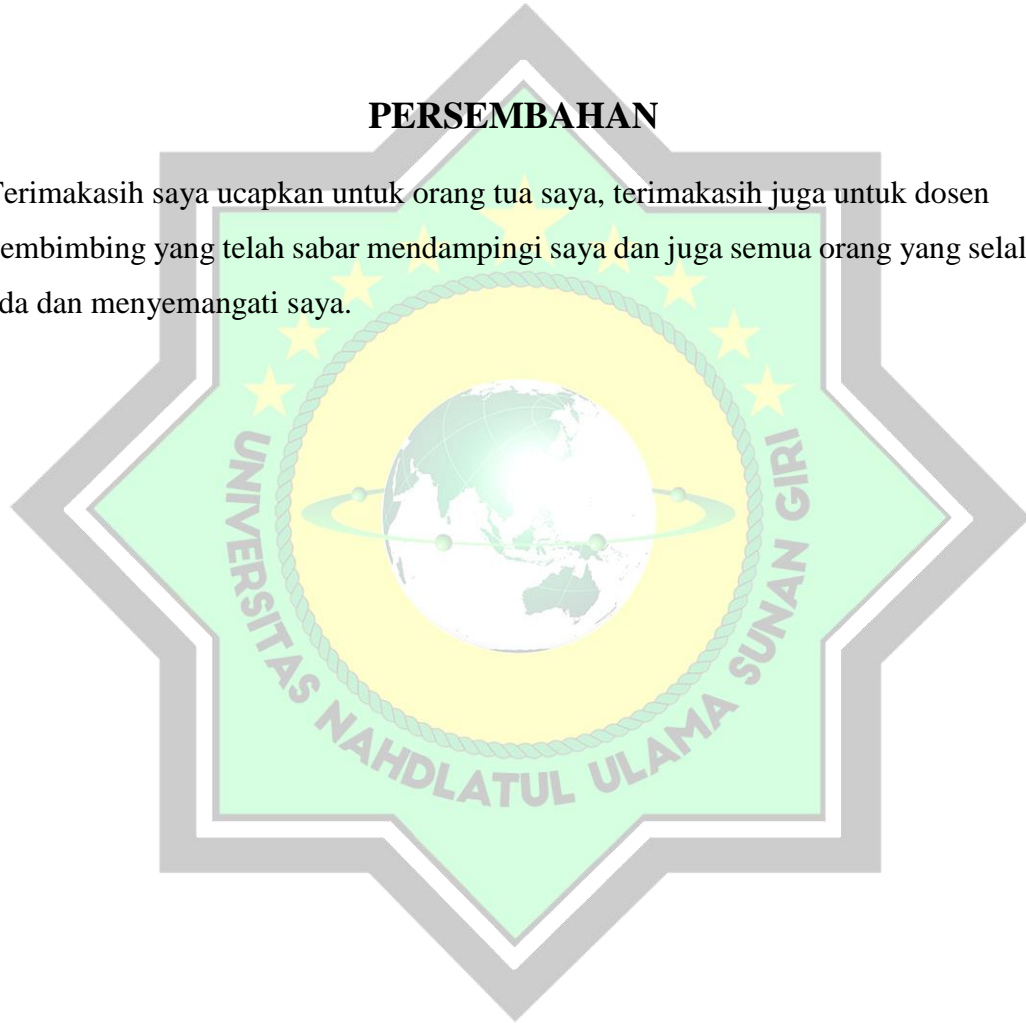 PERSEMBAHAN
Terimakasih saya ucapkan untuk orang tua saya, terimakasih juga untuk dosen
embimbing yang telah sabar mendampingi saya dan juga semua orang yang selal
da dan menyemangati saya.
UNIVERSITAS NAHDLATUL ULAMA SUNAN GIRI